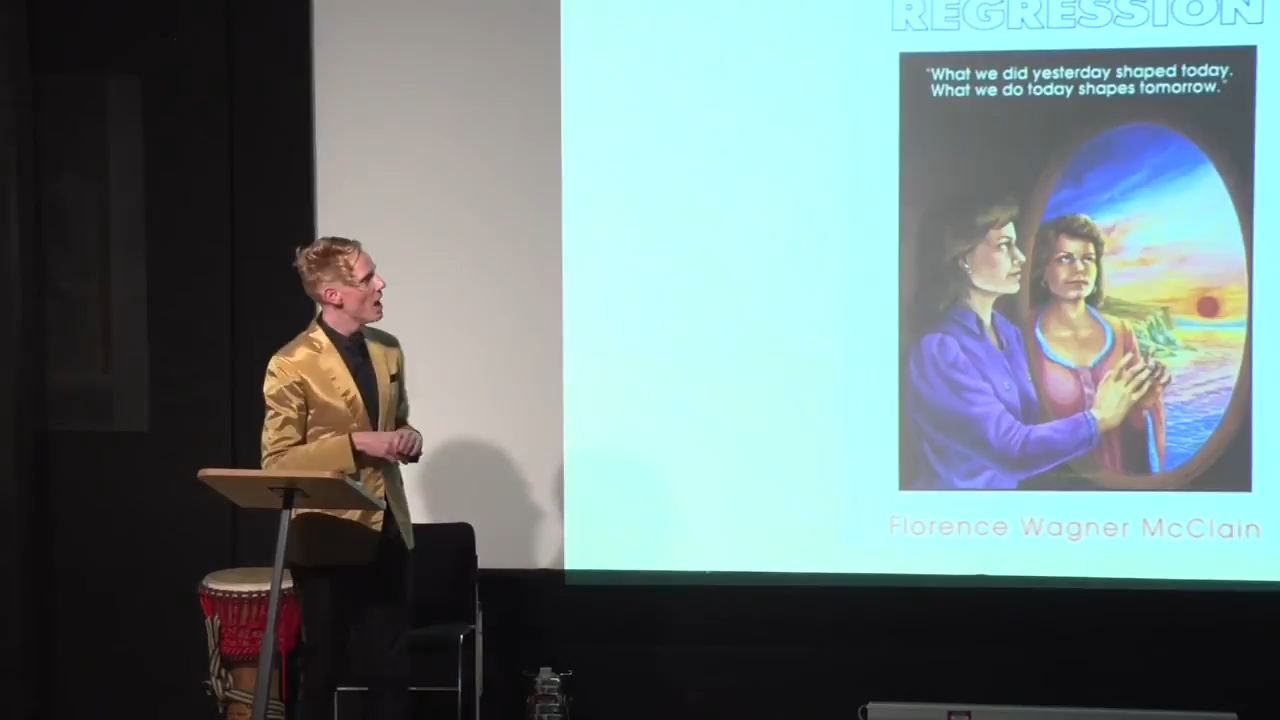 REGRESSION
"What we did yesterday shaped today.
What we do today shapes tomorrow."
Florence Wagner McClain